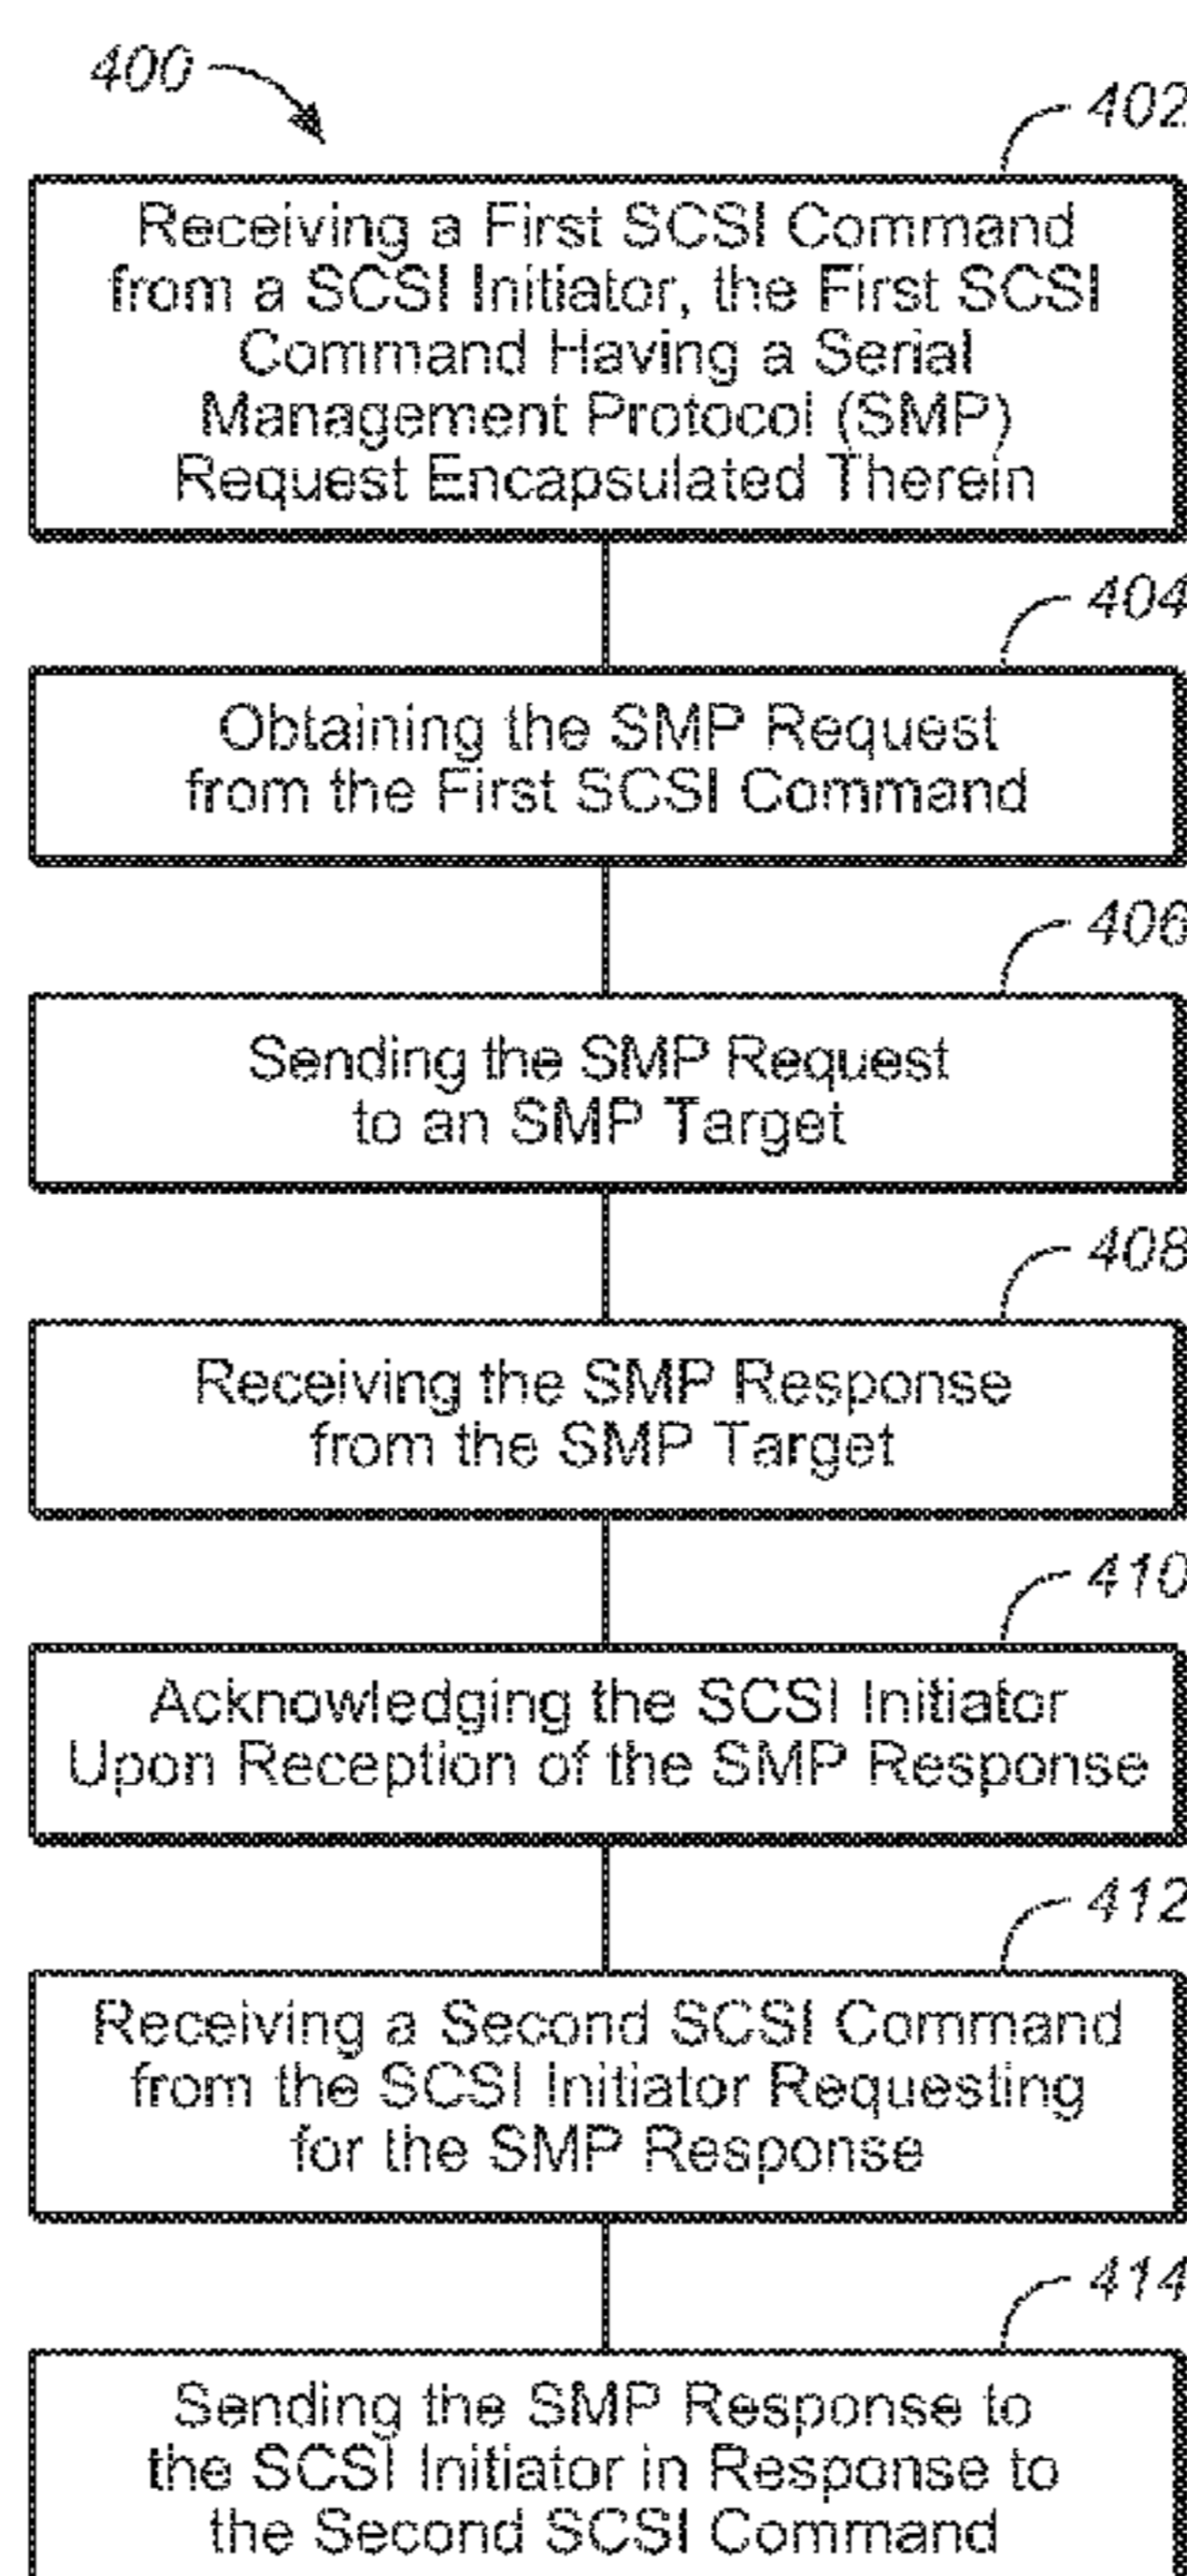 400
402
Receiving a First SCSI Command
from a SCSI Initiator, the First SCSI
Command Having a Serial
Management Protocol (SMP)
Request Encapsulated Therein
404
Obtaining the SMP Request
from the First SCSI Command
406
Sending the SMP Request
to an SMP Target
408
Receiving the SMP Response
from the SMP Target
410
Acknowledging the SCSI Initiator
Upon Reception of the SMP Response
412
Receiving a Second SCSI Command
from the SCSI Initiator Requesting
for the SMP Response
414
Sending the SMP Response to
the SCSI Initiator in Response to
the Second SCSI Command